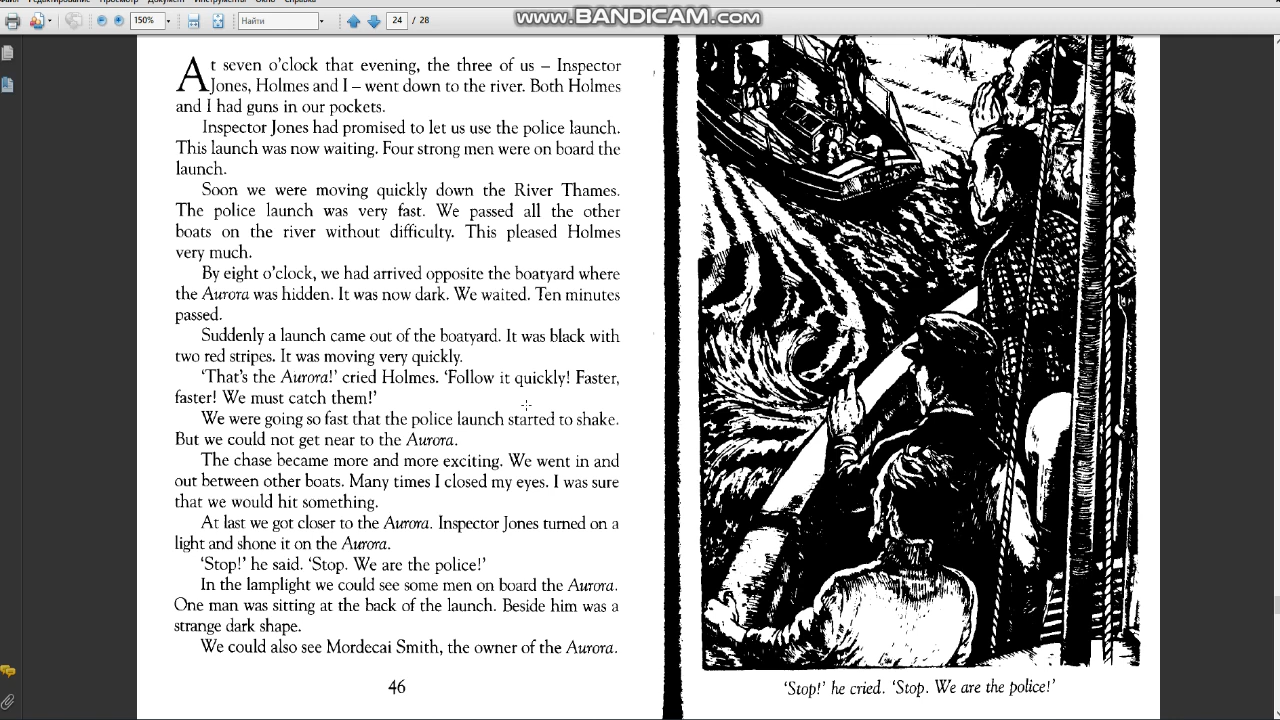 Файл Редактирование Просмотр Документ Инструменты Окно Справка
www.BANDICAM.com
150% Найти 24 / 28
At seven o'clock that evening, the three of us – Inspector
Jones, Holmes and I – went down to the river. Both Holmes
and I had guns in our pockets.
Inspector Jones had promised to let us use the police launch.
This launch was now waiting. Four strong men were on board the
launch.
Soon we were moving quickly down the River Thames.
The police launch was very fast. We passed all the other
boats on the river without difficulty. This pleased Holmes
very much.
By eight o'clock, we had arrived opposite the boatyard where
the Aurora was hidden. It was now dark. We waited. Ten minutes
passed.
Suddenly a launch came out of the boatyard. It was black with
two red stripes. It was moving very quickly.
'That's the Aurora!' cried Holmes. 'Follow it quickly! Faster,
faster! We must catch them!'
We were going so fast that the police launch started to shake.
But we could not get near to the Aurora.
The chase became more and more exciting. We went in and
out between other boats. Many times I closed my eyes. I was sure
that we would hit something.
At last we got closer to the Aurora. Inspector Jones turned on a
light and shone it on the Aurora.
'Stop!' he said. 'Stop. We are the police!'
In the lamplight we could see some men on board the Aurora.
One man was sitting at the back of the launch. Beside him was a
strange dark shape.
We could also see Mordecai Smith, the owner of the Aurora.
46
'Stop!' he cried. 'Stop. We are the police!'